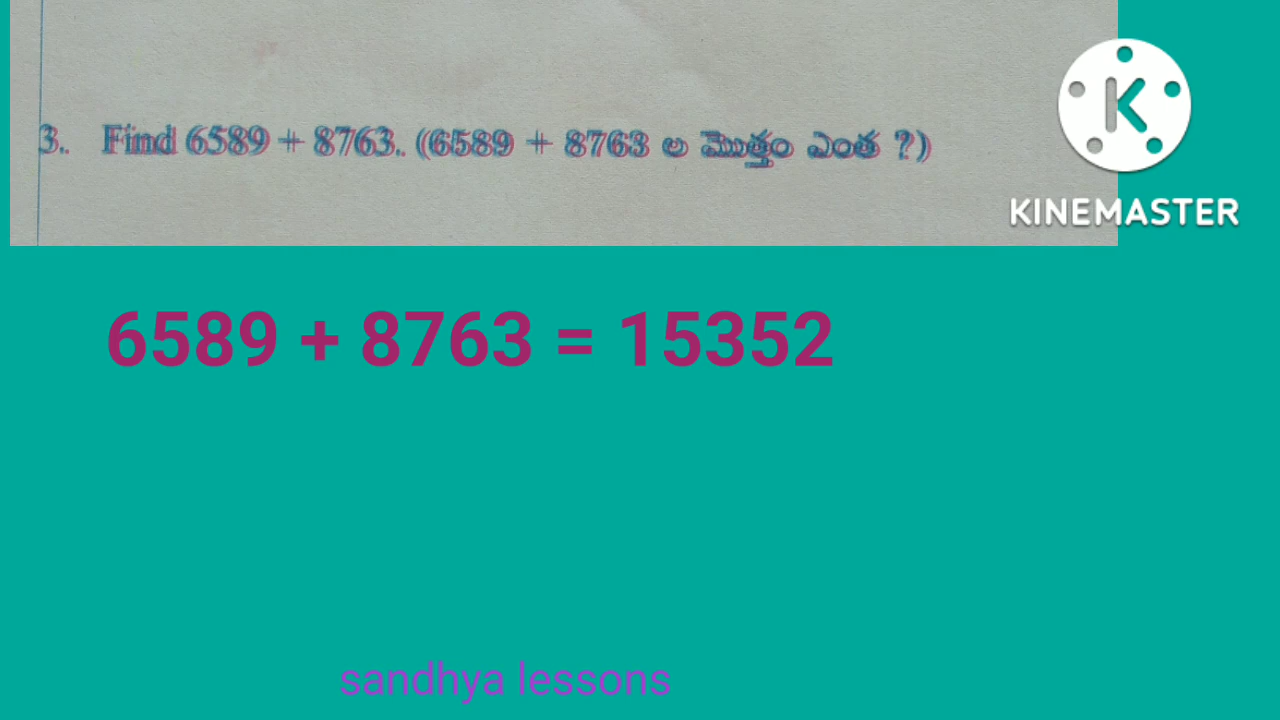 3. Find 6589 + 8763. (6589 + 8763 ల మొత్తం ఎంత ?)
KINEMASTER
6589 + 8763 = 15352
sandhya lessons